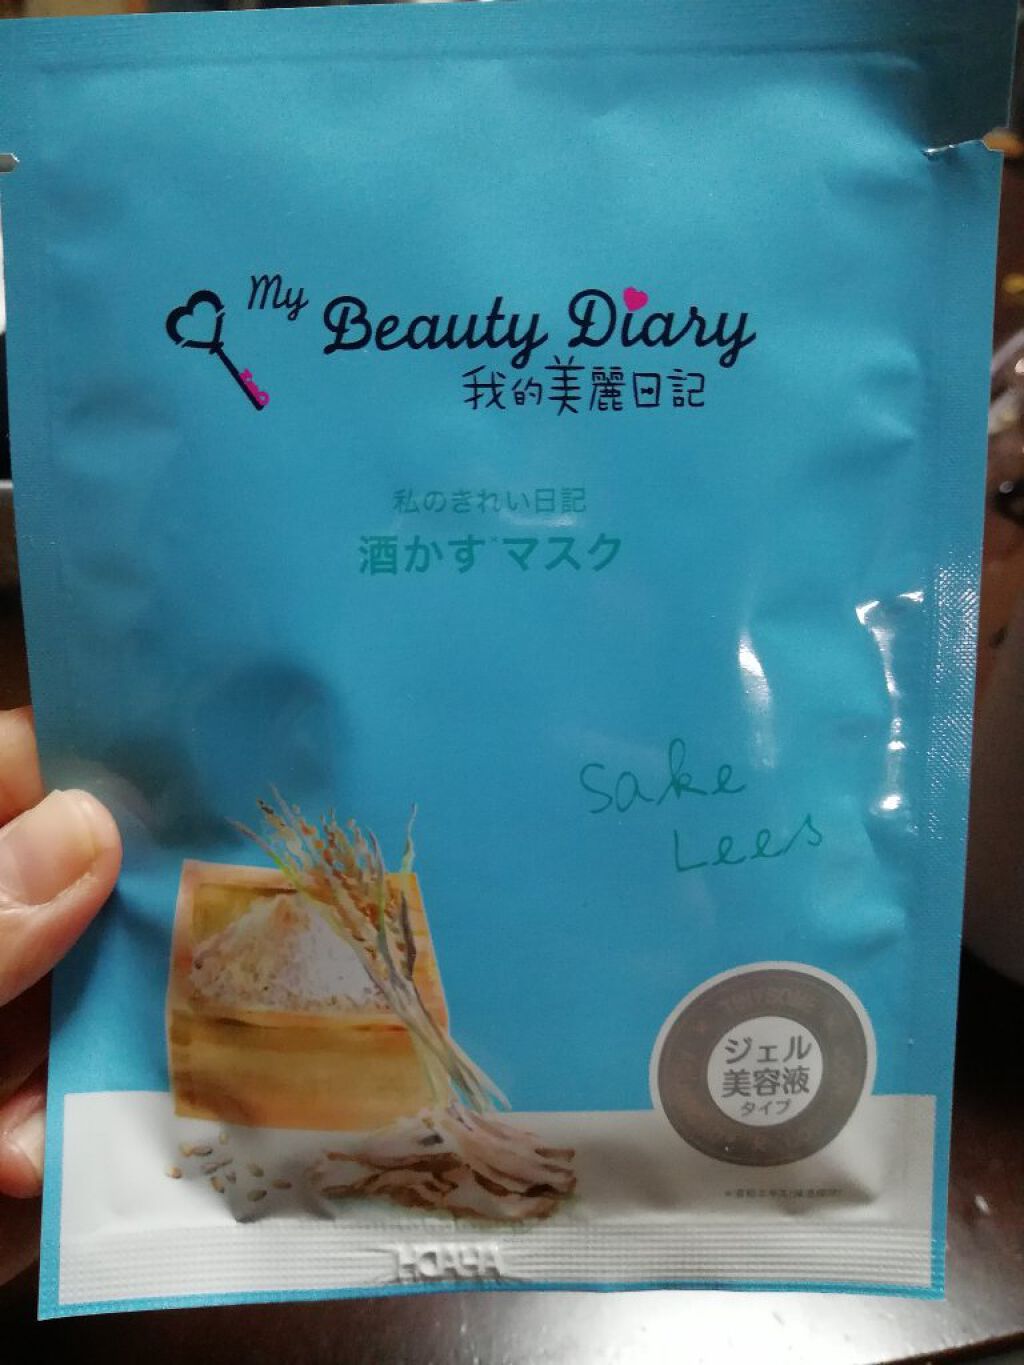 My
Beauty Diary
我的美麗日記
私のきれい日記
酒かす*マスク
Sake
Lees
ジェル
美容液
タイプ